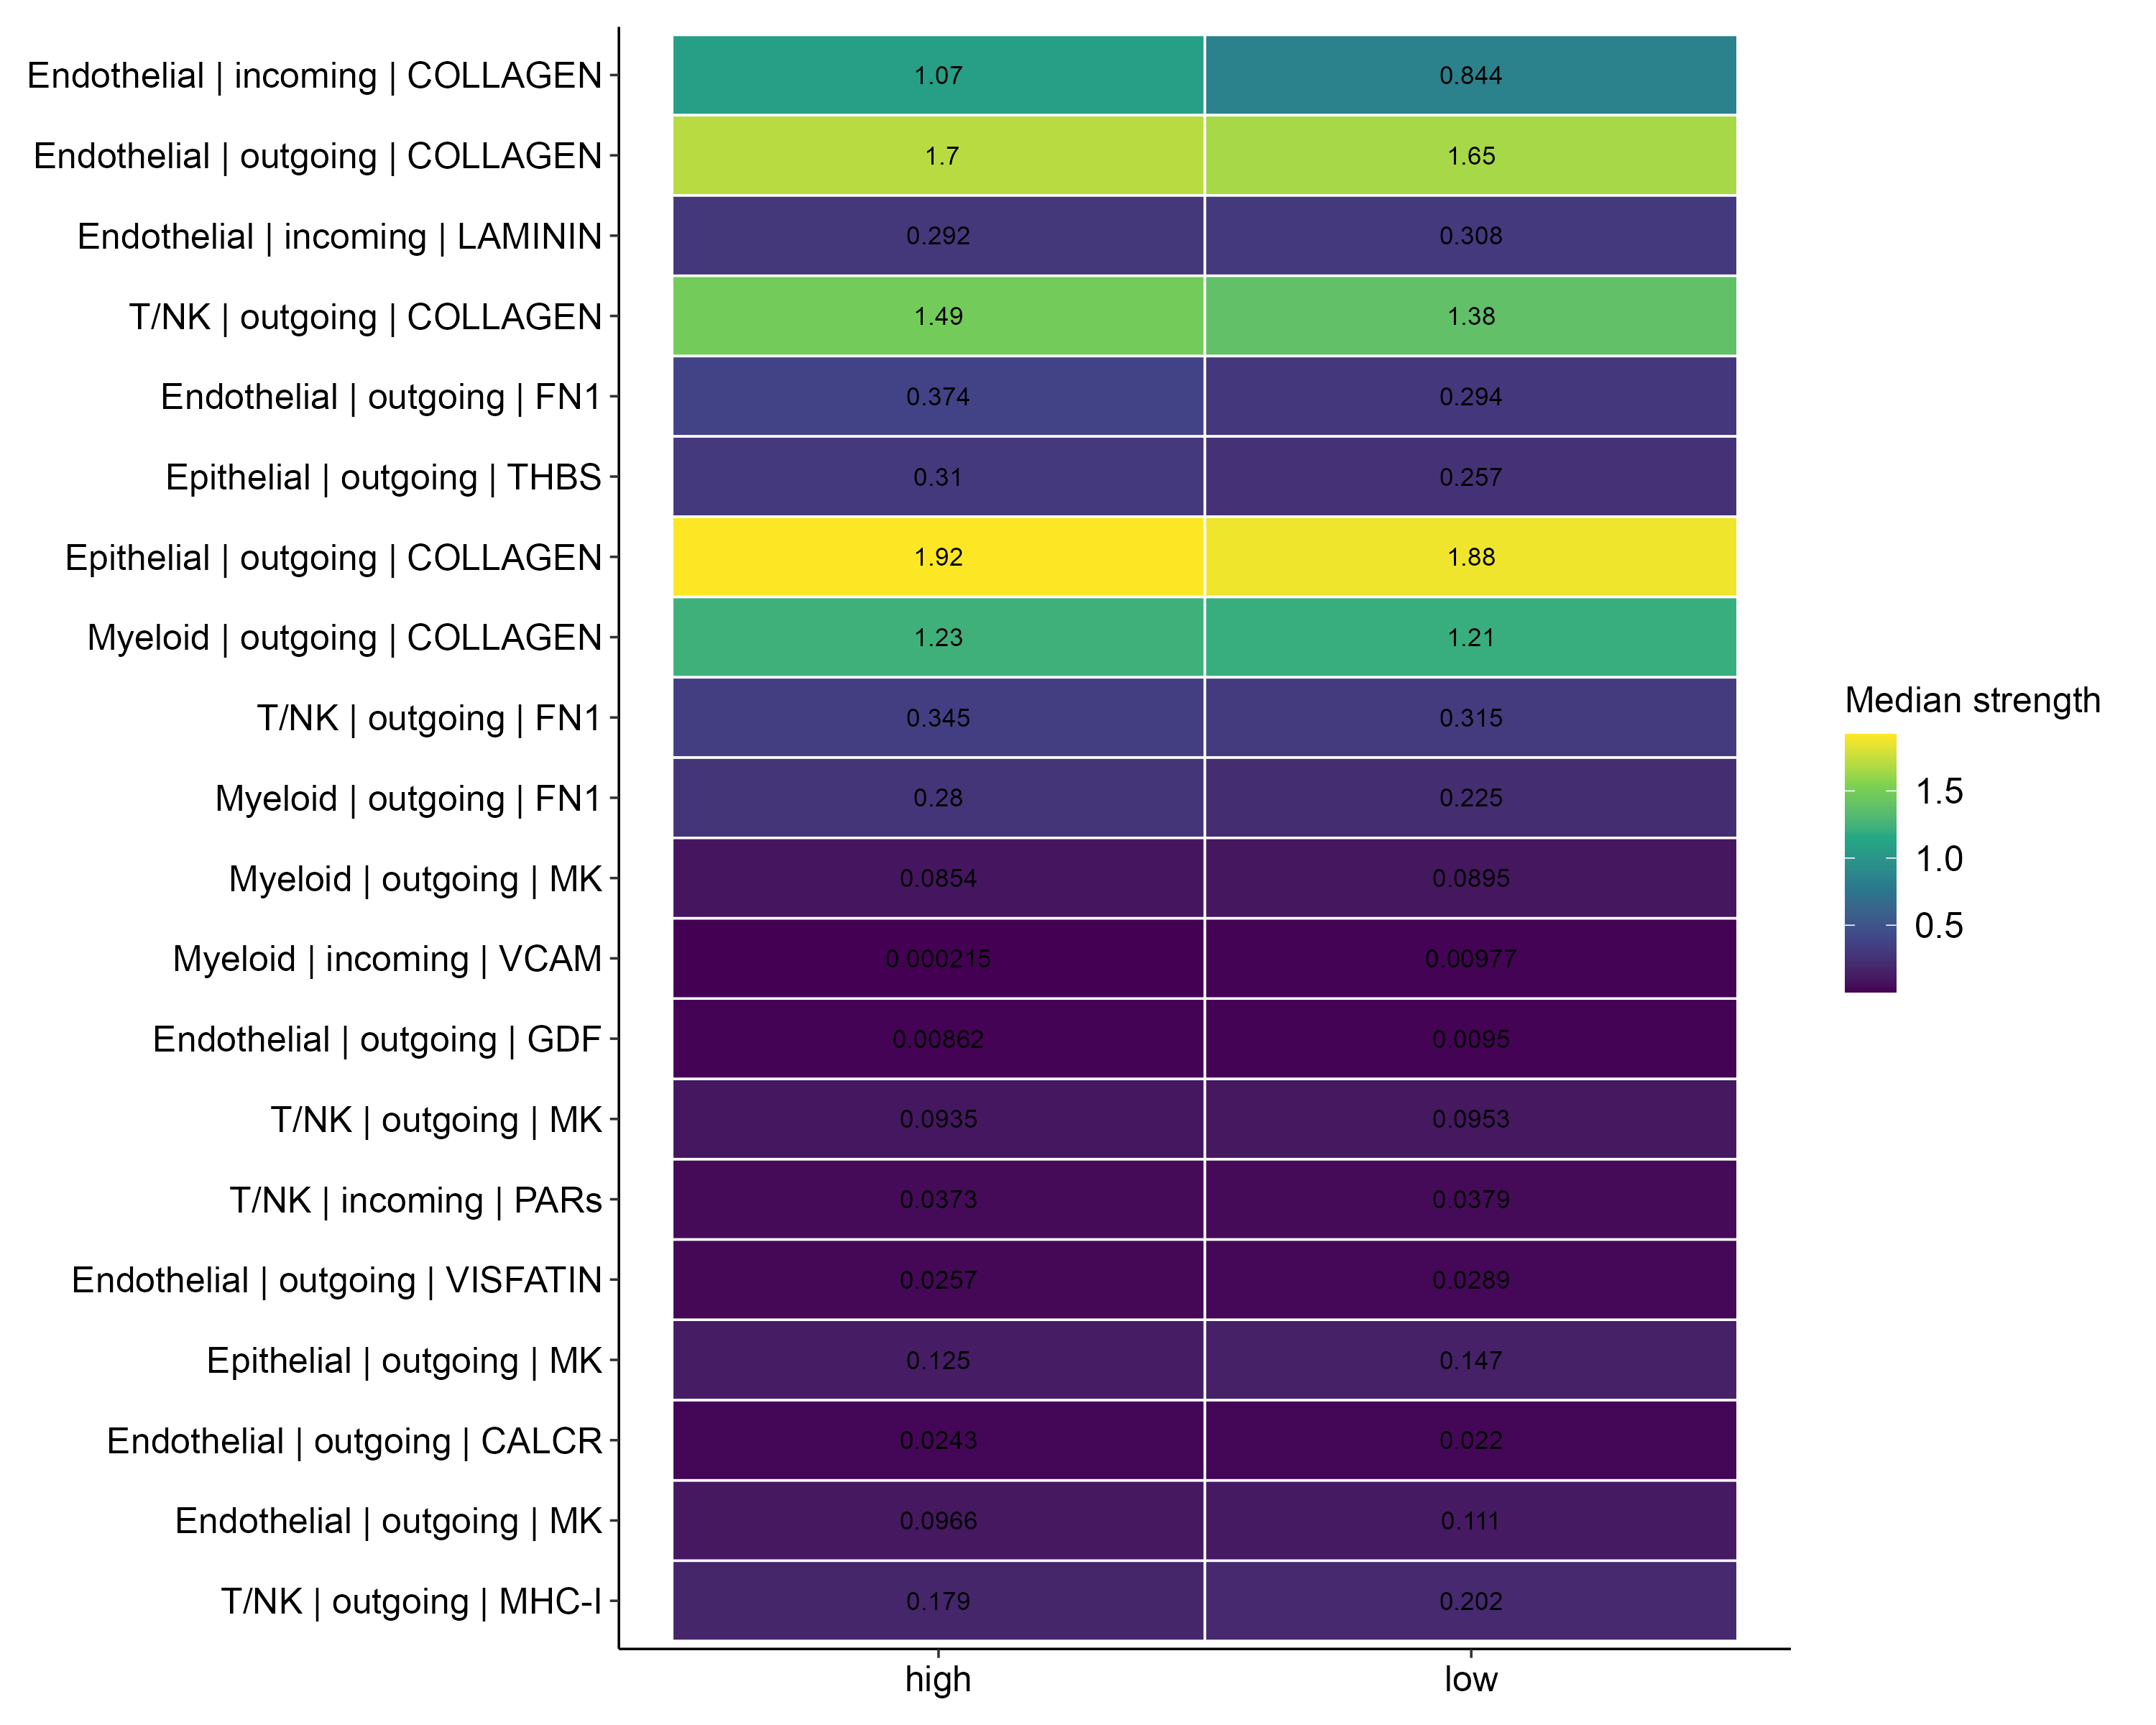 Endothelial | incoming | COLLAGEN 1.07 0.844
Endothelial | outgoing | COLLAGEN 1.7 1.65
Endothelial | incoming | LAMININ 0.292 0.308
T/NK | outgoing | COLLAGEN 1.49 1.38
Endothelial | outgoing | FN1 0.374 0.294
Epithelial | outgoing | THBS 0.31 0.257
Epithelial | outgoing | COLLAGEN 1.92 1.88
Myeloid | outgoing | COLLAGEN 1.23 1.21
T/NK | outgoing | FN1 0.345 0.315
Myeloid | outgoing | FN1 0.28 0.225
Myeloid | outgoing | MK 0.0854 0.0895
Myeloid | incoming | VCAM 0.000215 0.00977
Endothelial | outgoing | GDF 0.00862 0.0095
T/NK | outgoing | MK 0.0935 0.0953
T/NK | incoming | PARs 0.0373 0.0379
Endothelial | outgoing | VISFATIN 0.0257 0.0289
Epithelial | outgoing | MK 0.125 0.147
Endothelial | outgoing | CALCR 0.0243 0.022
Endothelial | outgoing | MK 0.0966 0.111
T/NK | outgoing | MHC-I 0.179 0.202
high low
Median strength
1.5
1.0
0.5